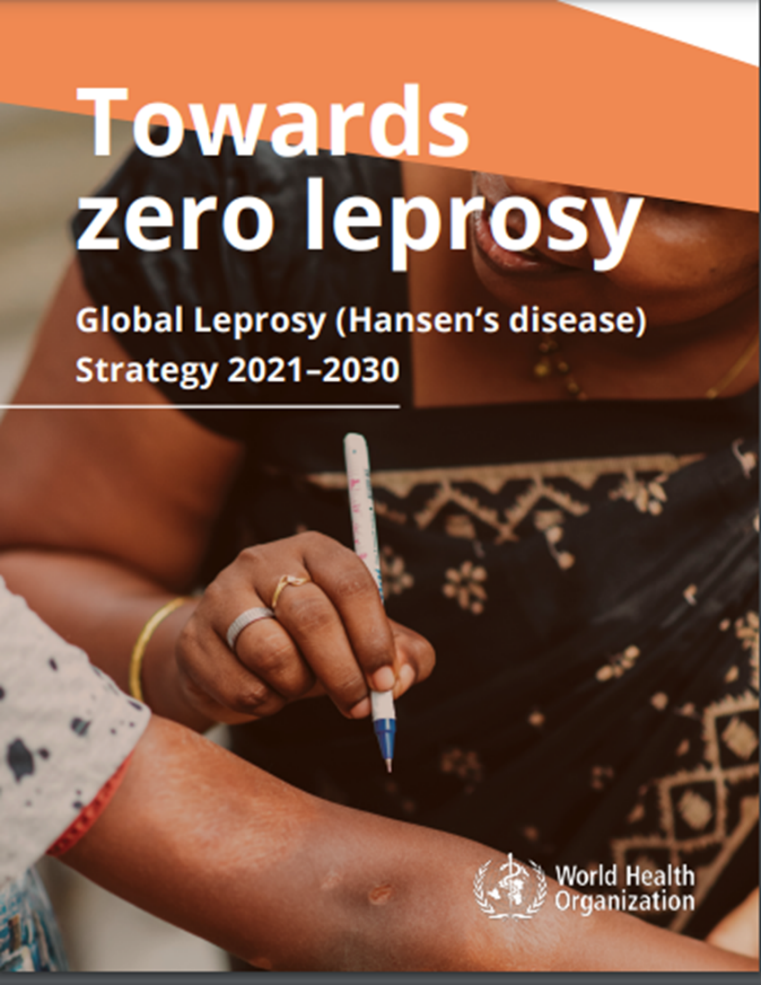 Towards
zero leprosy
Global Leprosy (Hansen's disease)
Strategy 2021–2030
World Health
Organization